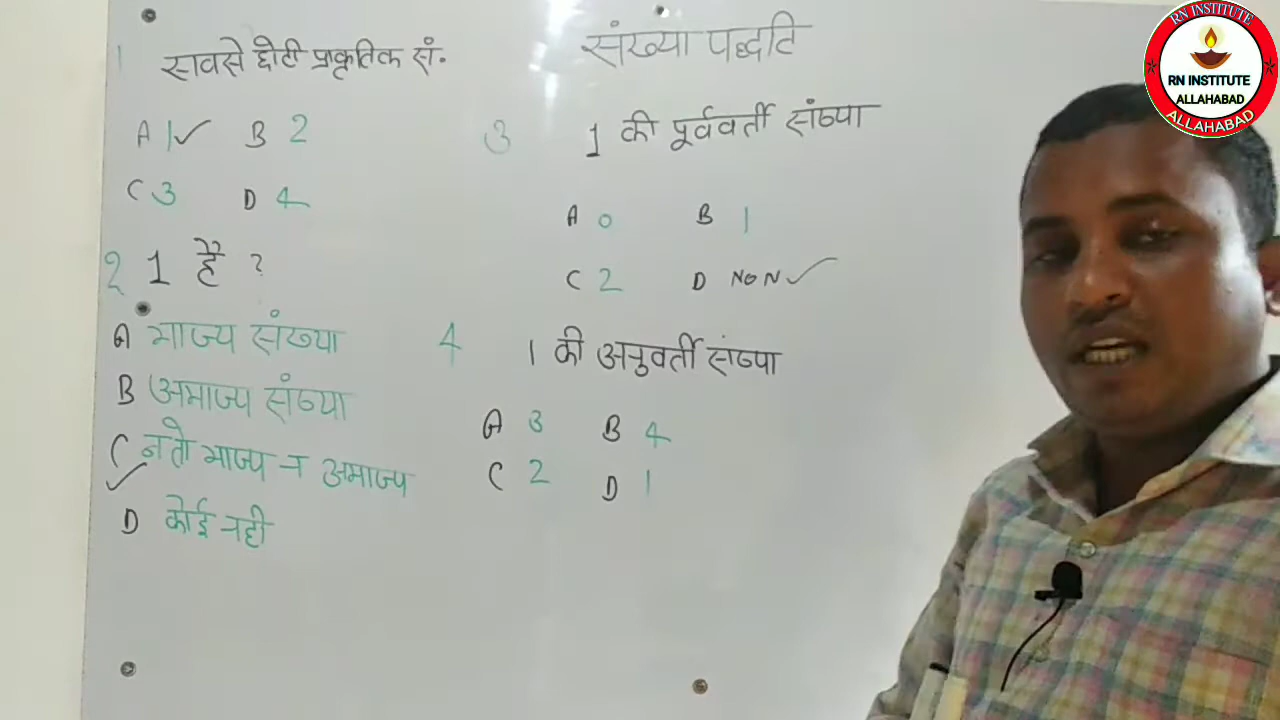 संख्या पद्धति
1 सबसे छोटी प्राकृतिक सं.
A 1 ✓ B 2
C 3 D 4
2 1 है ?
A भाज्य संख्या
B अभाज्य संख्या
C न तो भाज्य न अभाज्य ✓
D कोई नही
3 1 की पूर्ववर्ती संख्या
A 0 B 1
C 2 D NON ✓
4 1 की अनुवर्ती संख्या
A 3 B 4
C 2 D 1
RN INSTITUTE
RN INSTITUTE
ALLAHABAD
ALLAHABAD